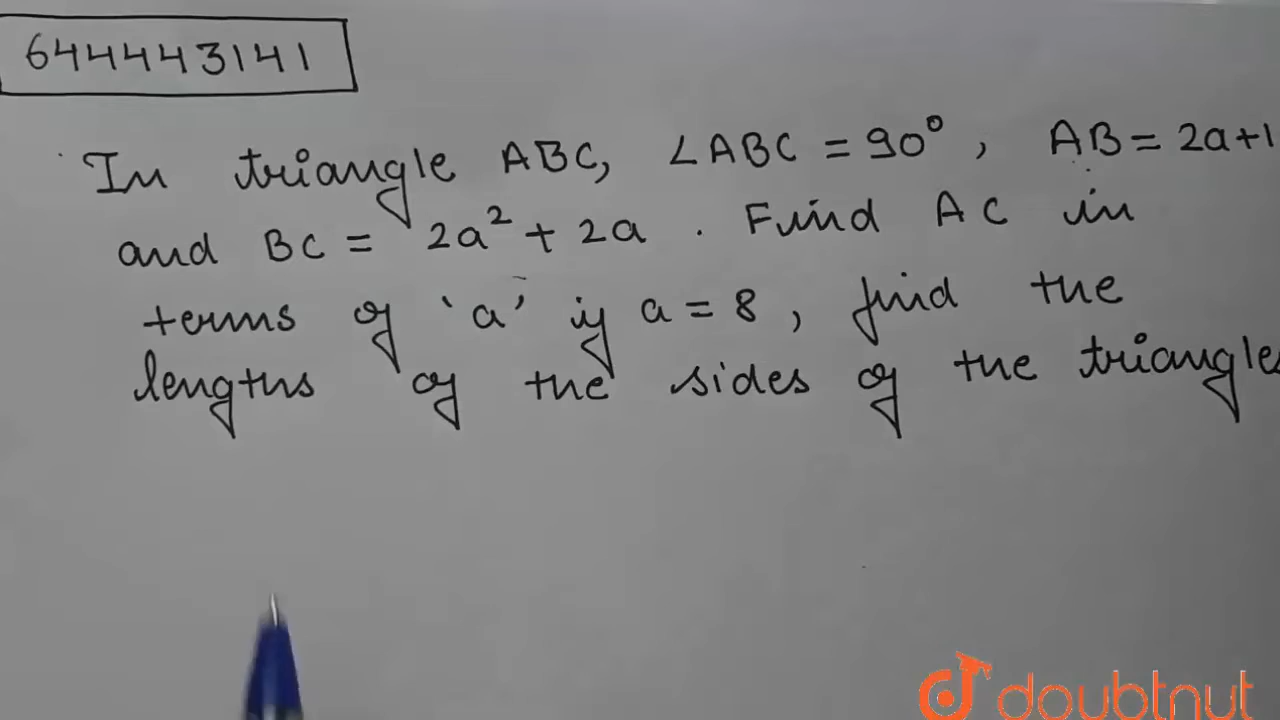 644443141
In triangle ABC, ∠ABC = 90°, AB = 2a+1
and BC = 2a² + 2a . Find AC in
terms of 'a' if a = 8, find the
lengths of the sides of the triangles
doubtnut